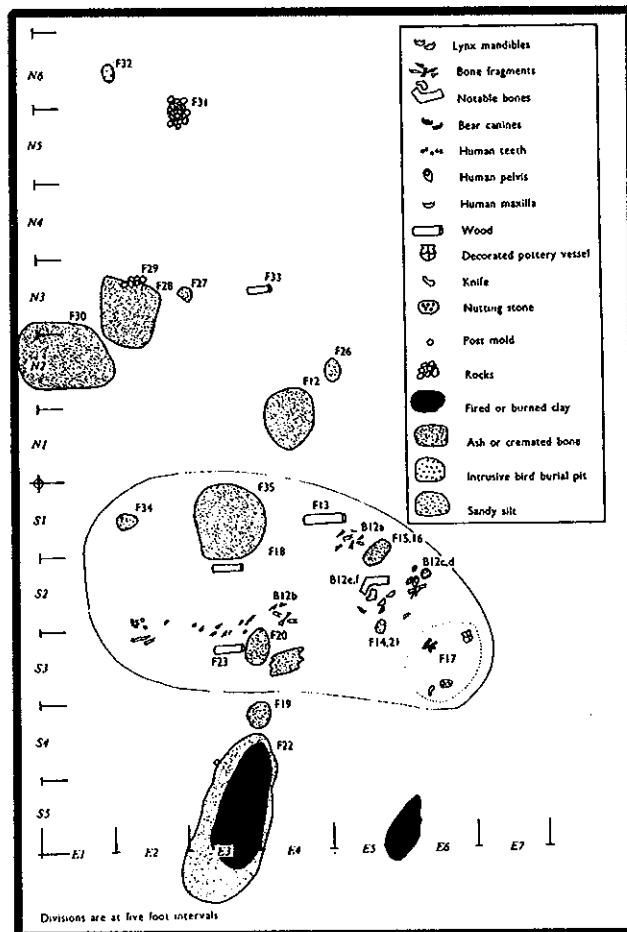 N6
F32
F31
N5
N4
F29
F28
F27
F33
N3
F30
N2
F26
F12
N1
F35
F34
F13
S1
B12a
F15,16
F18
B12c,d
S2
B12e,f
B12b
F14,21
F20
F17
F23
S3
F19
S4
F22
S5
E1
E2
E3
E4
E5
E6
E7
Divisions are at five foot intervals
Lynx mandibles
Bone fragments
Notable bones
Bear canines
Human teeth
Human pelvis
Human maxilla
Wood
Decorated pottery vessel
Knife
Nutting stone
Post mold
Rocks
Fired or burned clay
Ash or cremated bone
Intrusive bird burial pit
Sandy silt